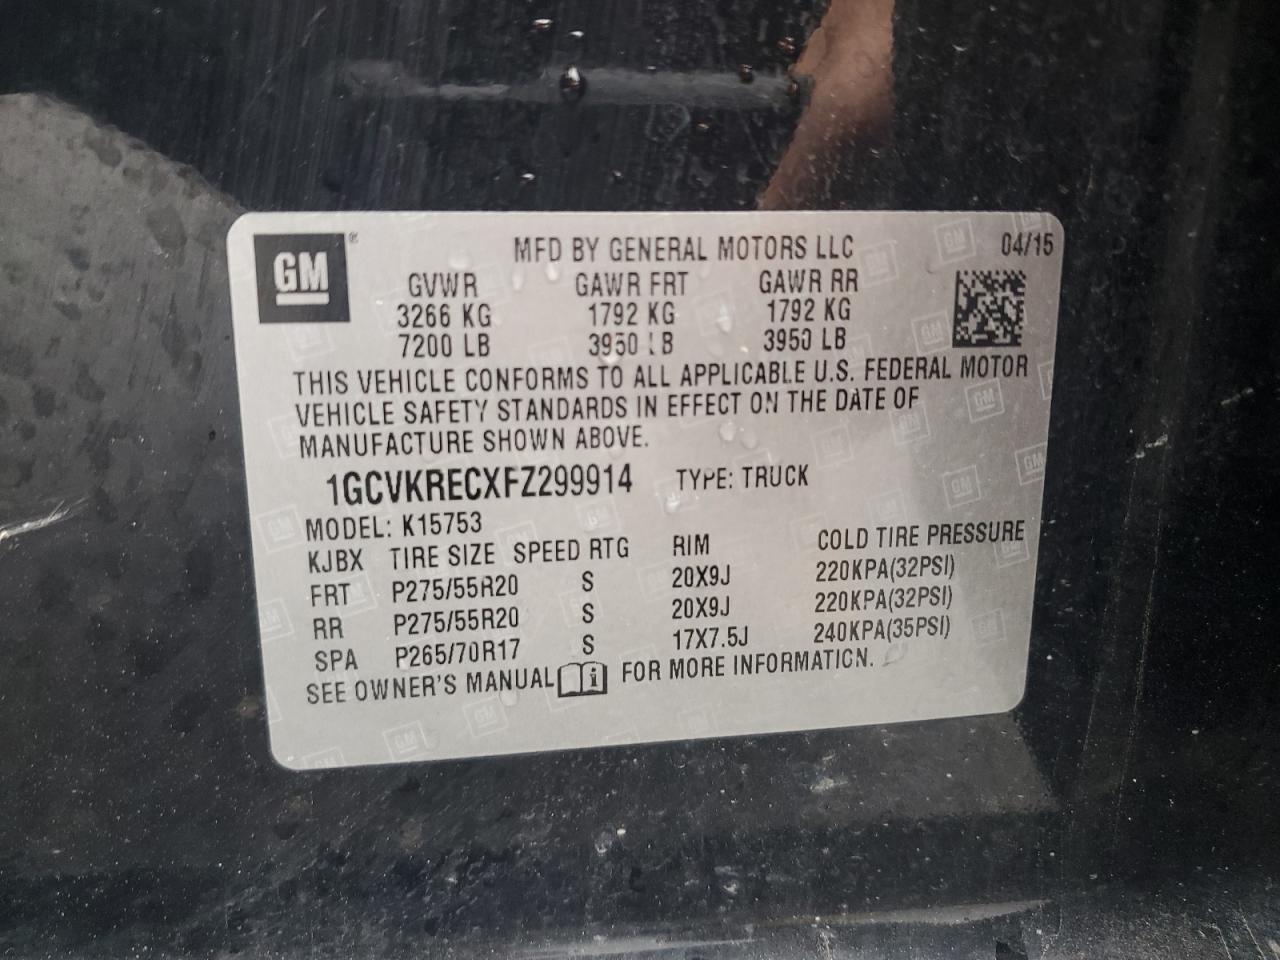 GM®
MFD BY GENERAL MOTORS LLC 04/15
GVWR GAWR FRT GAWR RR
3266 KG 1792 KG 1792 KG
7200 LB 3950 LB 3950 LB
THIS VEHICLE CONFORMS TO ALL APPLICABLE U.S. FEDERAL MOTOR
VEHICLE SAFETY STANDARDS IN EFFECT ON THE DATE OF
MANUFACTURE SHOWN ABOVE.
1GCVKRECXFZ299914 TYPE: TRUCK
MODEL: K15753
KJBX TIRE SIZE SPEED RTG RIM COLD TIRE PRESSURE
FRT P275/55R20 S 20X9J 220KPA(32PSI)
RR P275/55R20 S 20X9J 220KPA(32PSI)
SPA P265/70R17 S 17X7.5J 240KPA(35PSI)
SEE OWNER'S MANUAL i FOR MORE INFORMATION.